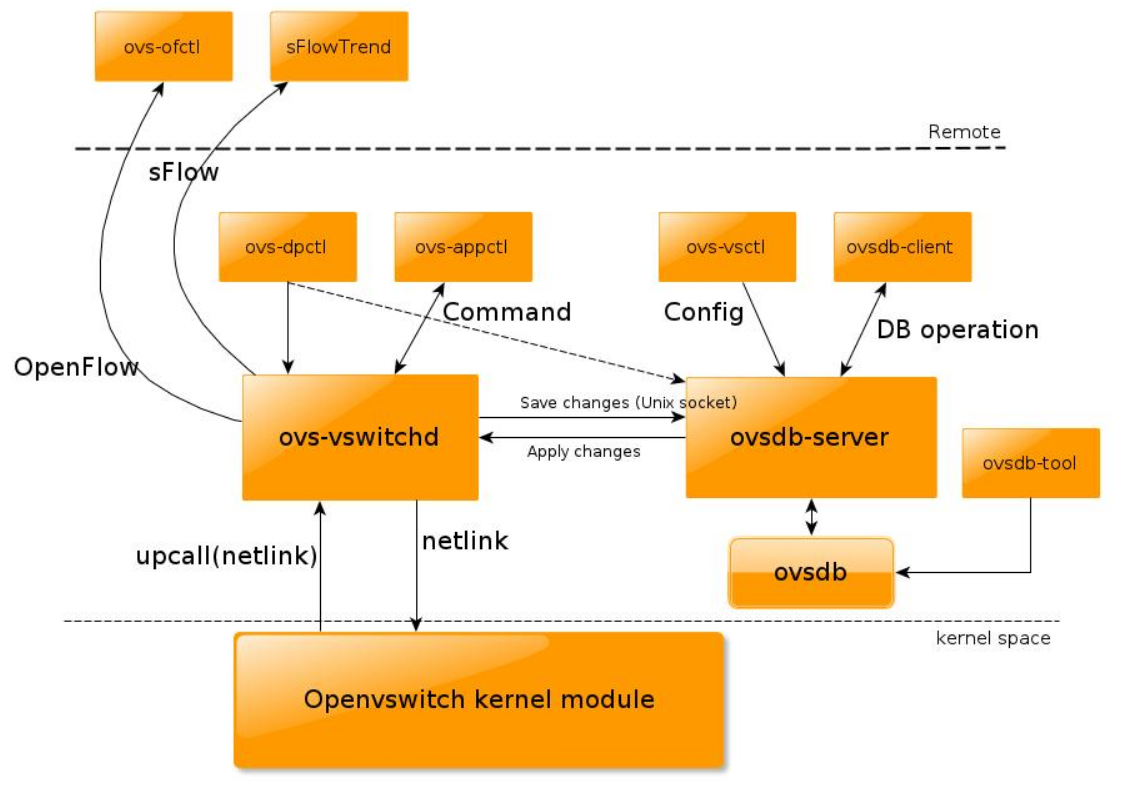 ovs-ofctl
sFlowTrend
Remote
sFlow
ovs-dpctl
ovs-appctl
ovs-vsctl
ovsdb-client
Command
Config
DB operation
OpenFlow
Save changes (Unix socket)
ovs-vswitchd
ovsdb-server
Apply changes
ovsdb-tool
upcall(netlink)
netlink
ovsdb
kernel space
Openvswitch kernel module